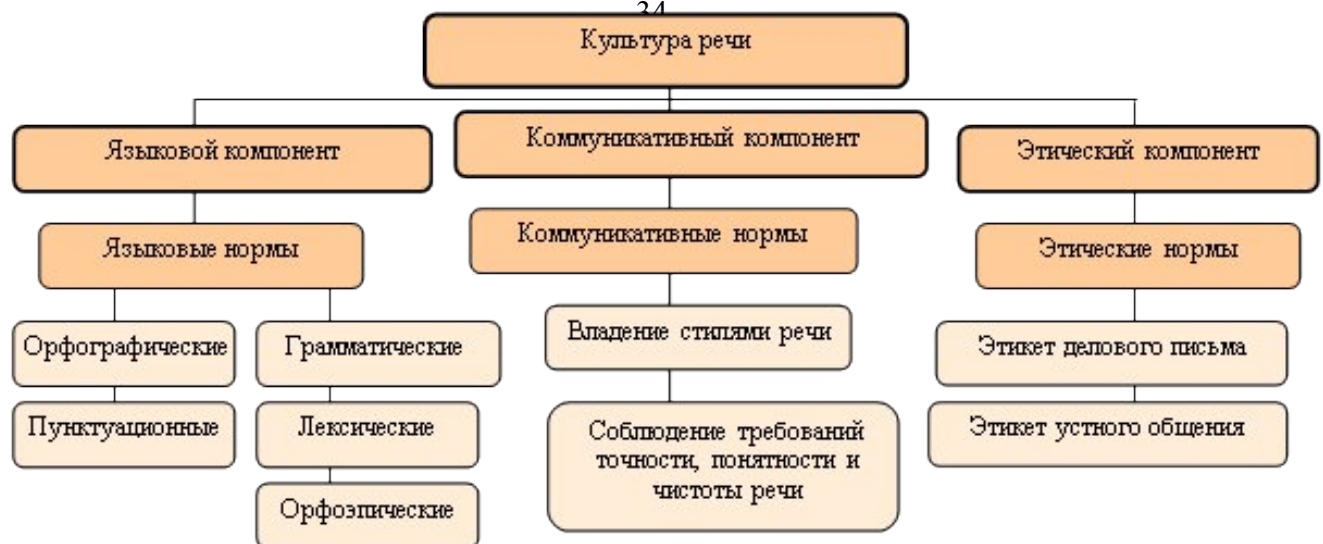 34
Культура речи
Языковой компонент
Коммуникативный компонент
Этический компонент
Языковые нормы
Коммуникативные нормы
Этические нормы
Орфографические
Грамматические
Владение стилями речи
Этикет делового письма
Пунктуационные
Лексические
Соблюдение требований
точности, понятности и
чистоты речи
Этикет устного общения
Орфоэпические